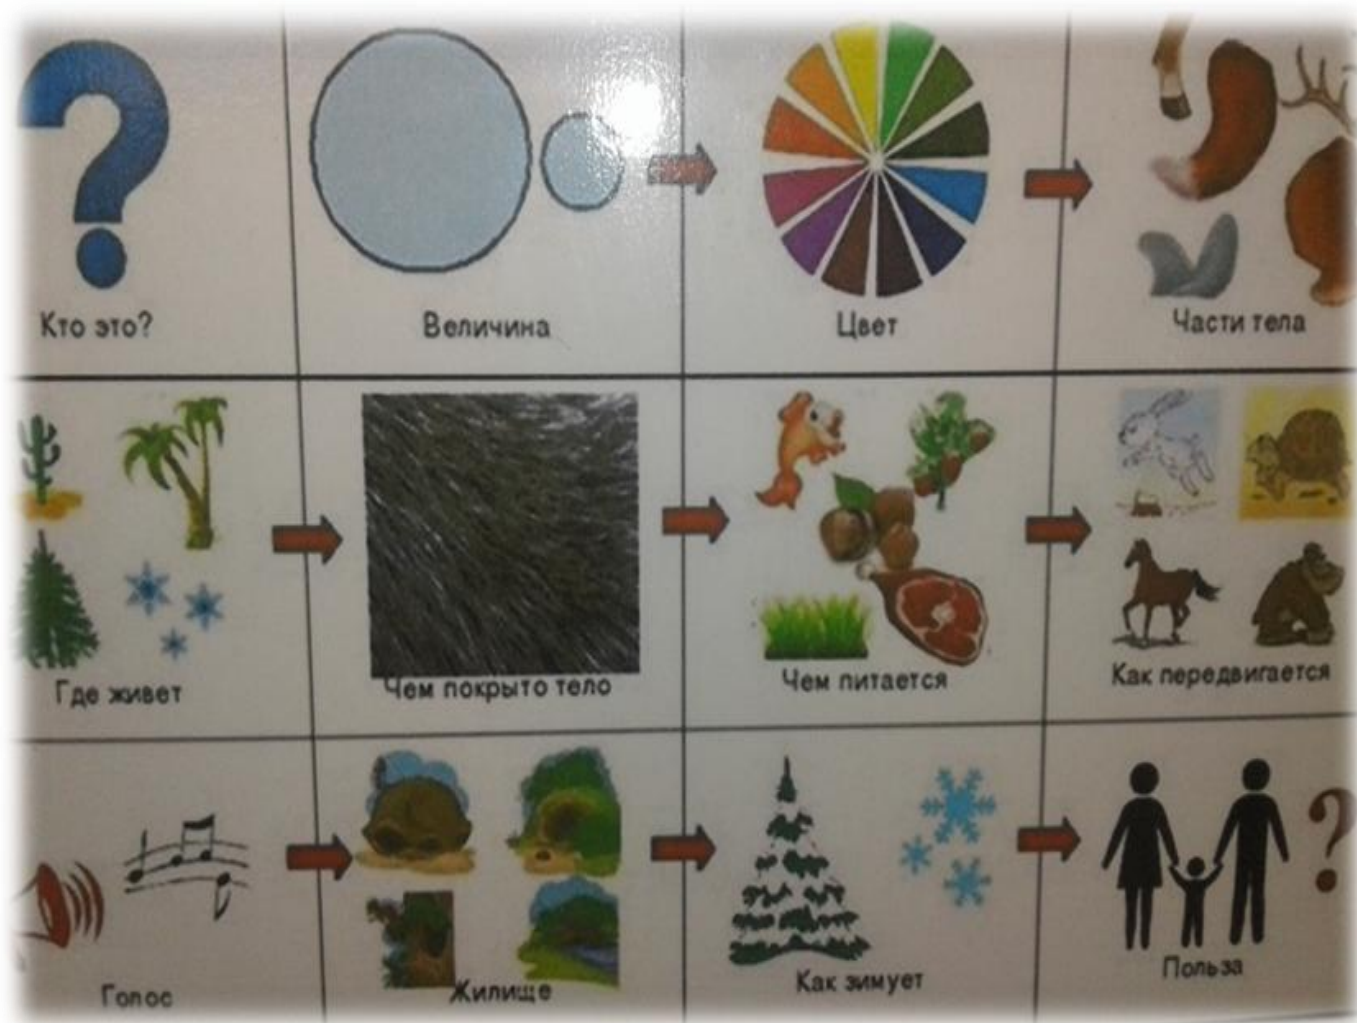 Кто это?
Величина
Цвет
Части тела
Где живет
Чем покрыто тело
Чем питается
Как передвигается
Голос
Жилище
Как зимует
Польза